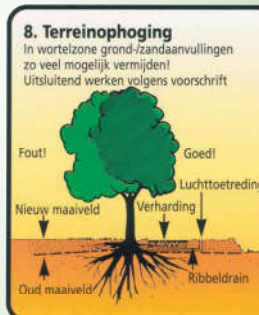 8. Terreinophoging
In wortelzone grond-/zandaanvullingen
zo veel mogelijk vermijden!
Uitsluitend werken volgens voorschrift
Fout!
Goed!
Luchttoetreding
Nieuw maaiveld
Verharding
Ribbeldrain
Oud maaiveld